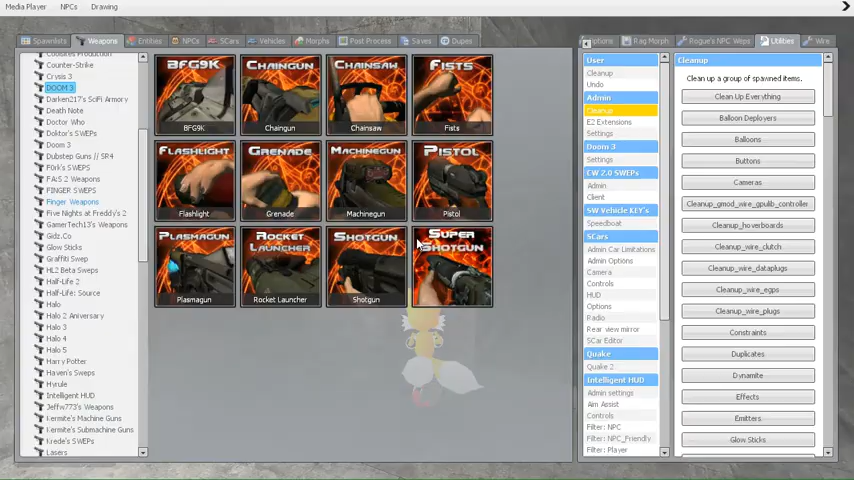 Media Player NPCs Drawing
Spawnlists Weapons Entities NPCs SCars Vehicles Morphs Post Process Saves Dupes
Counter-Strike
Crysis 3
DOOM 3
Darken217's SciFi Armory
Death Note
Doctor Who
Doktor's SWEPs
Doom 3
Dubstep Guns // SR4
F0rk's SWEPs
FA:S 2 Weapons
FINGER SWEPS
Finger Weapons
Five Nights at Freddy's 2
GamerTech13's Weapons
Gidz.Co
Glow Sticks
Graffiti Swep
HL2 Beta Sweps
Half-Life 2
Half-Life: Source
Halo
Halo 2 Aniversary
Halo 3
Halo 4
Halo 5
Harry Potter
Haven's Sweps
Hyrule
Intelligent HUD
Jeffw773's Weapons
Kermite's Machine Guns
Kermite's Submachine Guns
Krede's SWEPs
Lasers
BFG9K
BFG9K
CHAINGUN
Chaingun
CHAINSAW
Chainsaw
FISTS
Fists
FLASHLIGHT
Flashlight
GRENADE
Grenade
MACHINEGUN
Machinegun
PISTOL
Pistol
PLASMAGUN
Plasmagun
ROCKET
LAUNCHER
Rocket Launcher
SHOTGUN
Shotgun
SUPER
SHOTGUN
ptions Rag Morph Rogue's NPC Weps Utilities Wire
User
Cleanup
Undo
Admin
Cleanup
E2 Extensions
Settings
Doom 3
Settings
CW 2.0 SWEPs
Admin
Client
SW Vehicle KEY's
Speedboat
SCars
Admin Car Limitations
Admin Options
Camera
Controls
HUD
Options
Radio
Rear view mirror
SCar Editor
Quake
Quake 2
Intelligent HUD
Admin settings
Aim Assist
Controls
Filter: NPC
Filter: NPC_Friendly
Filter: Player
Cleanup
Clean up a group of spawned items.
Clean Up Everything
Balloon Deployers
Balloons
Buttons
Cameras
Cleanup_gmod_wire_gpulib_controller
Cleanup_hoverboards
Cleanup_wire_clutch
Cleanup_wire_dataplugs
Cleanup_wire_egps
Cleanup_wire_plugs
Constraints
Duplicates
Dynamite
Effects
Emitters
Glow Sticks